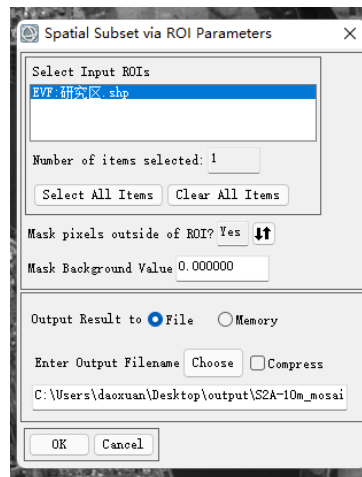 Spatial Subset via ROI Parameters
Select Input ROIs
EVF:研究区.shp
Number of items selected: 1
Select All Items Clear All Items
Mask pixels outside of ROI? Yes
Mask Background Value 0.000000
Output Result to File Memory
Enter Output Filename Choose Compress
C:\Users\daoxuan\Desktop\output\S2A-10m_mosai
OK Cancel